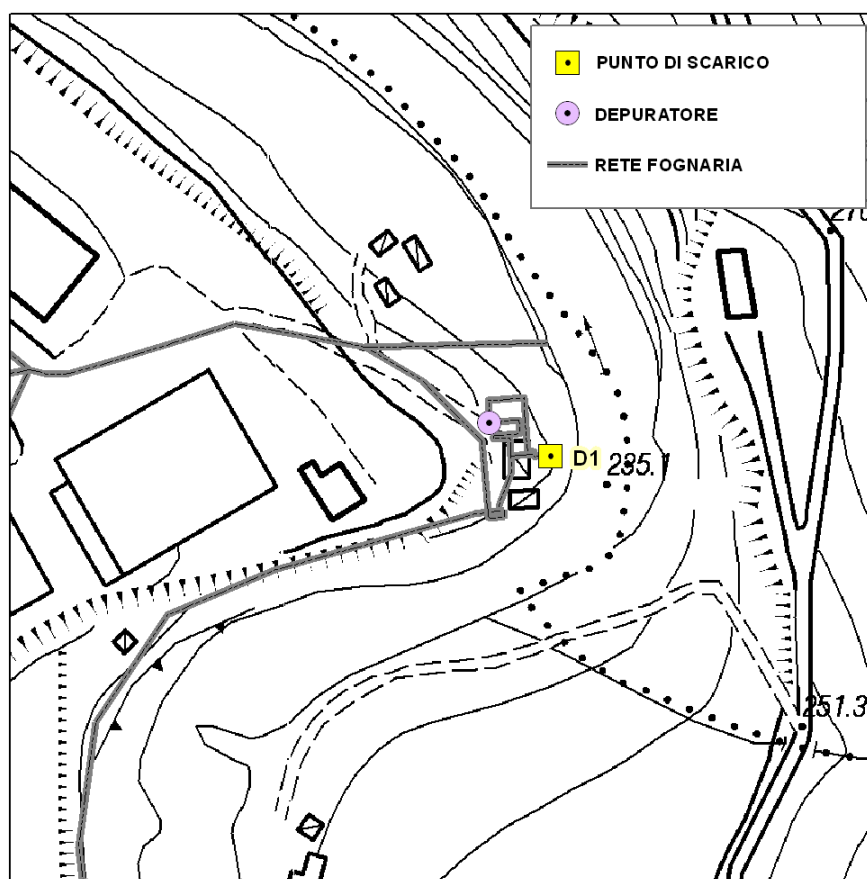 PUNTO DI SCARICO
DEPURATORE
RETE FOGNARIA
D1
235.1
251.3